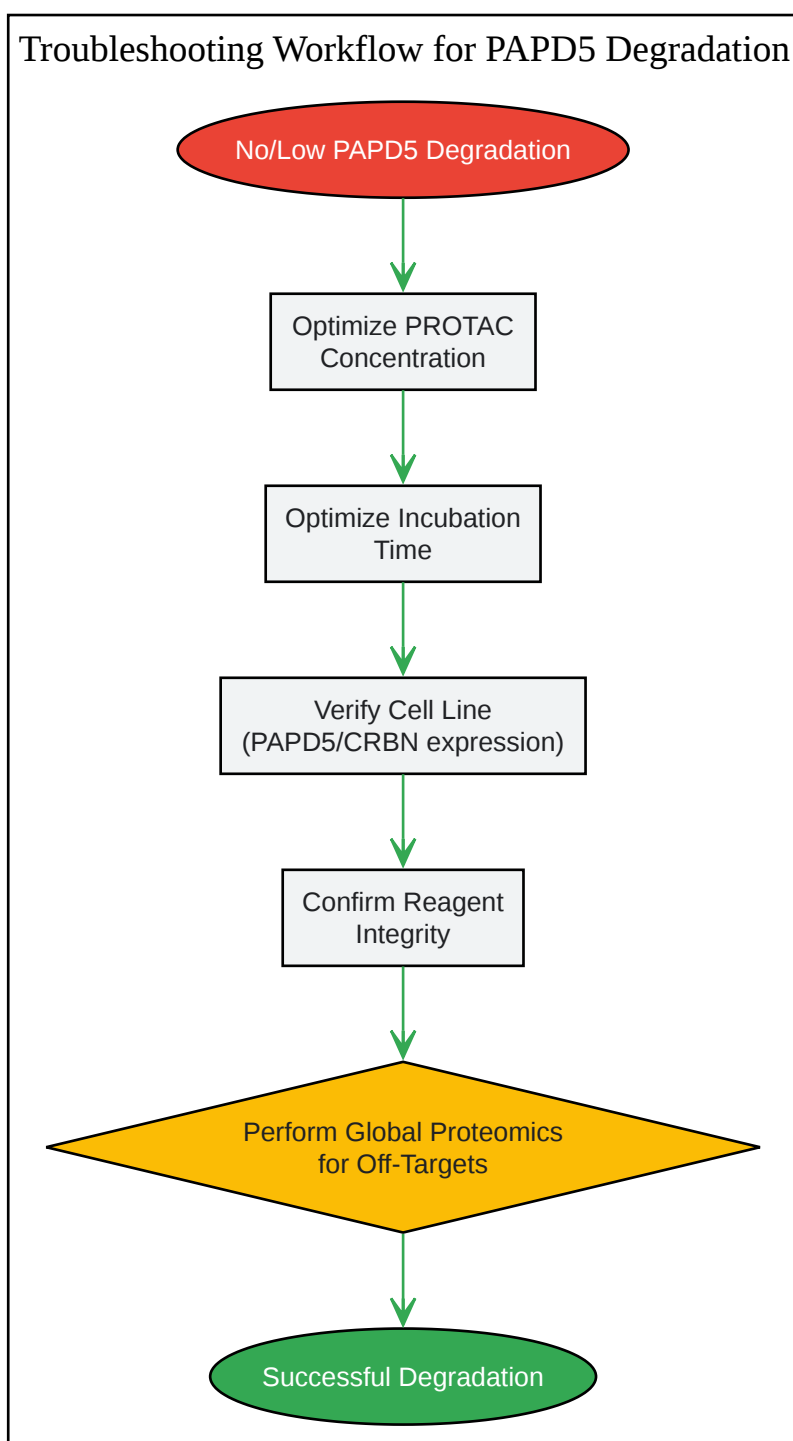 Troubleshooting Workflow for PAPD5 Degradation
No/Low PAPD5 Degradation
Optimize PROTAC
Concentration
Optimize Incubation
Time
Verify Cell Line
(PAPD5/CRBN expression)
Confirm Reagent
Integrity
Perform Global Proteomics
for Off-Targets
Successful Degradation